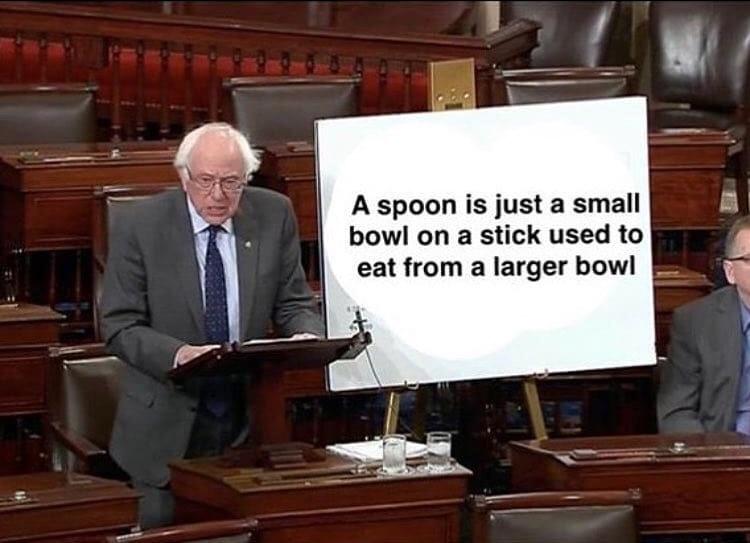 A spoon is just a small
bowl on a stick used to
eat from a larger bowl